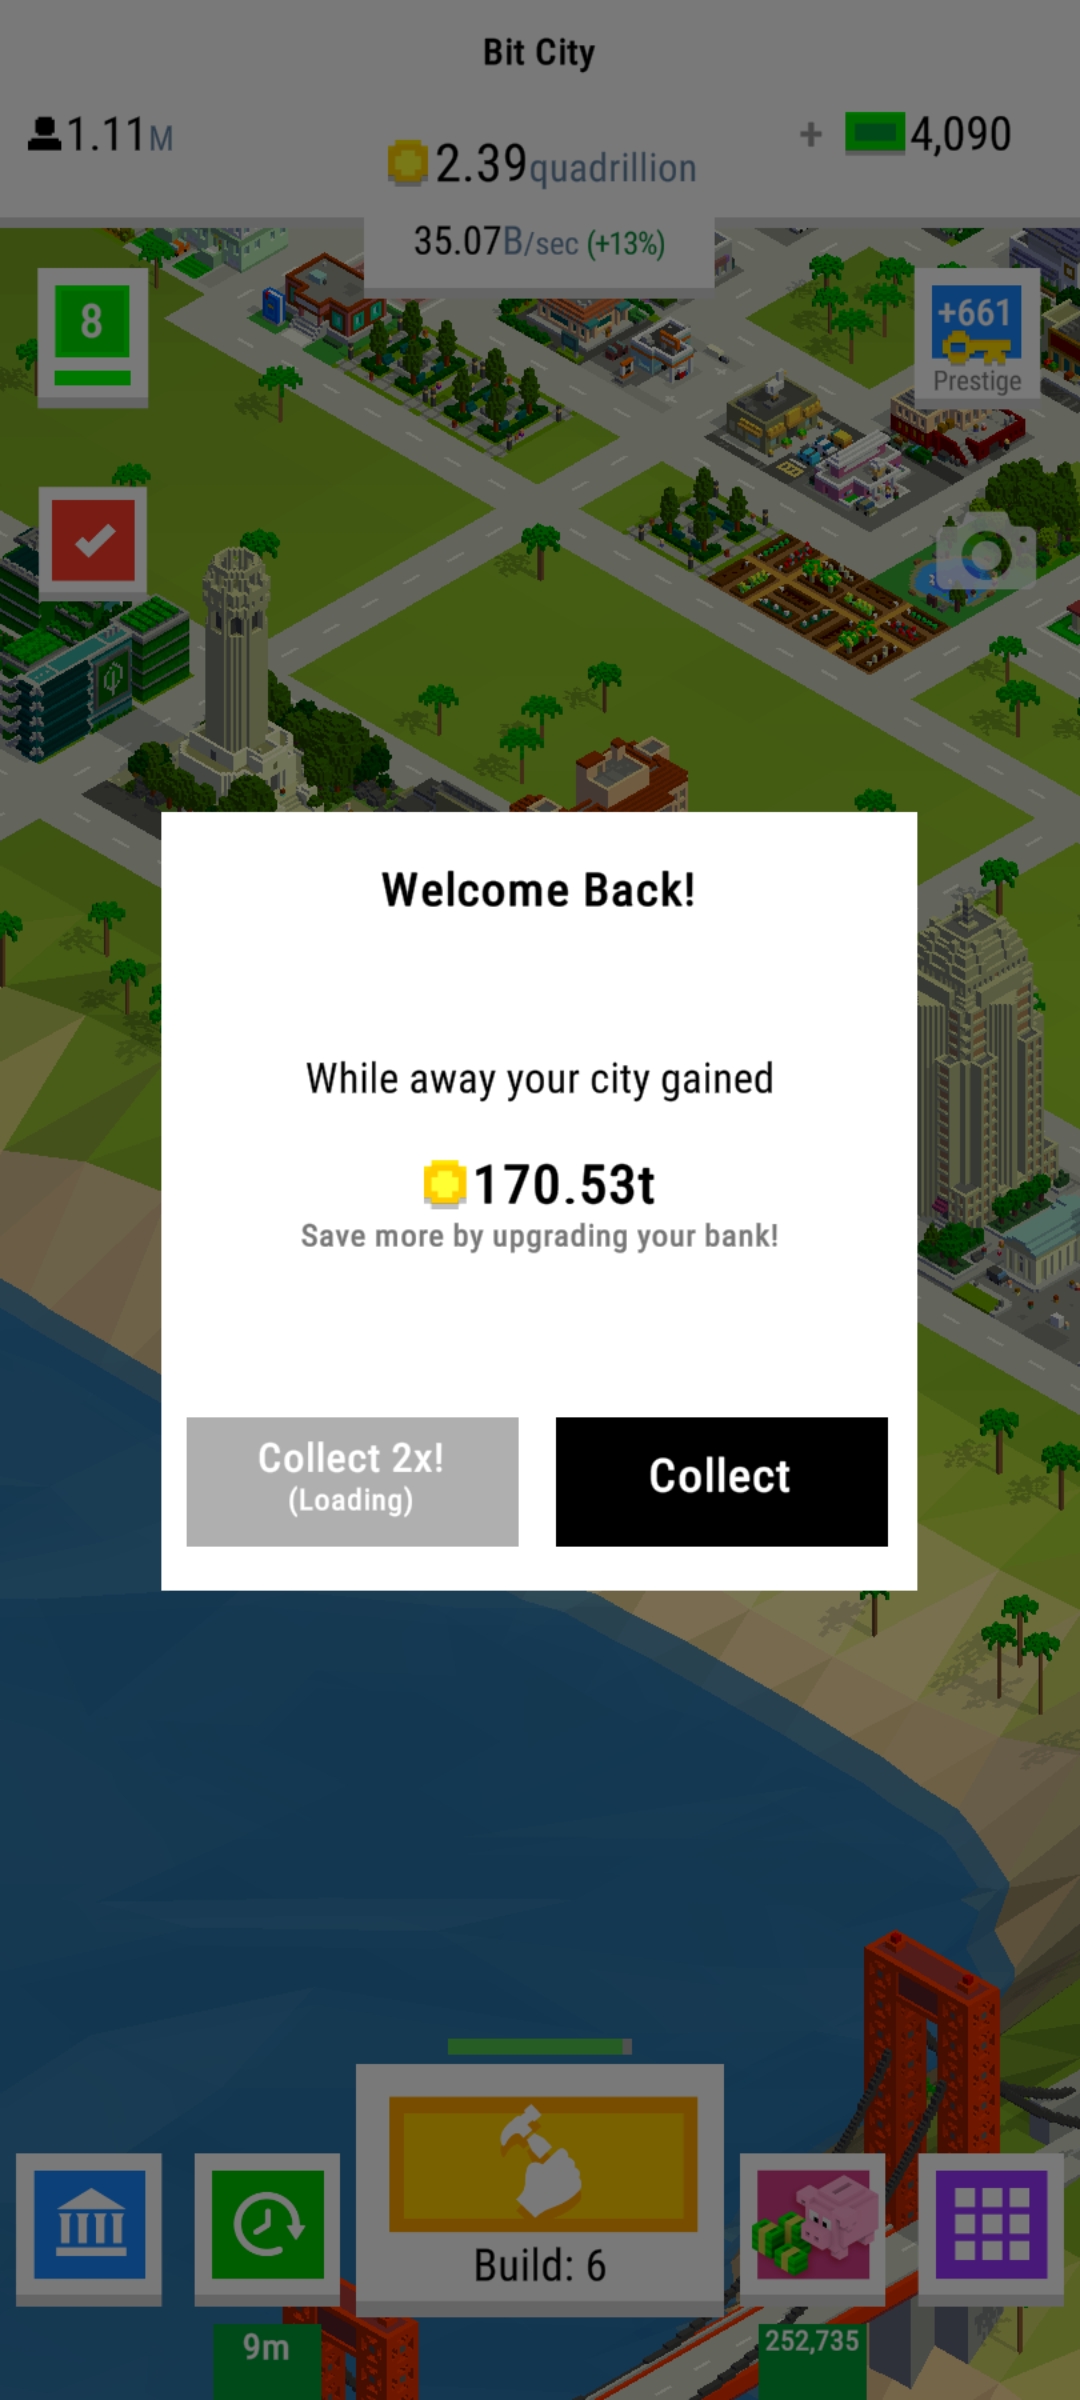 Bit City
1.11M
2.39quadrillion
+ 4,090
35.07B/sec (+13%)
8
+661
Prestige
Welcome Back!
While away your city gained
170.53t
Save more by upgrading your bank!
Collect 2x!
(Loading)
Collect
Build: 6
9m
252,735